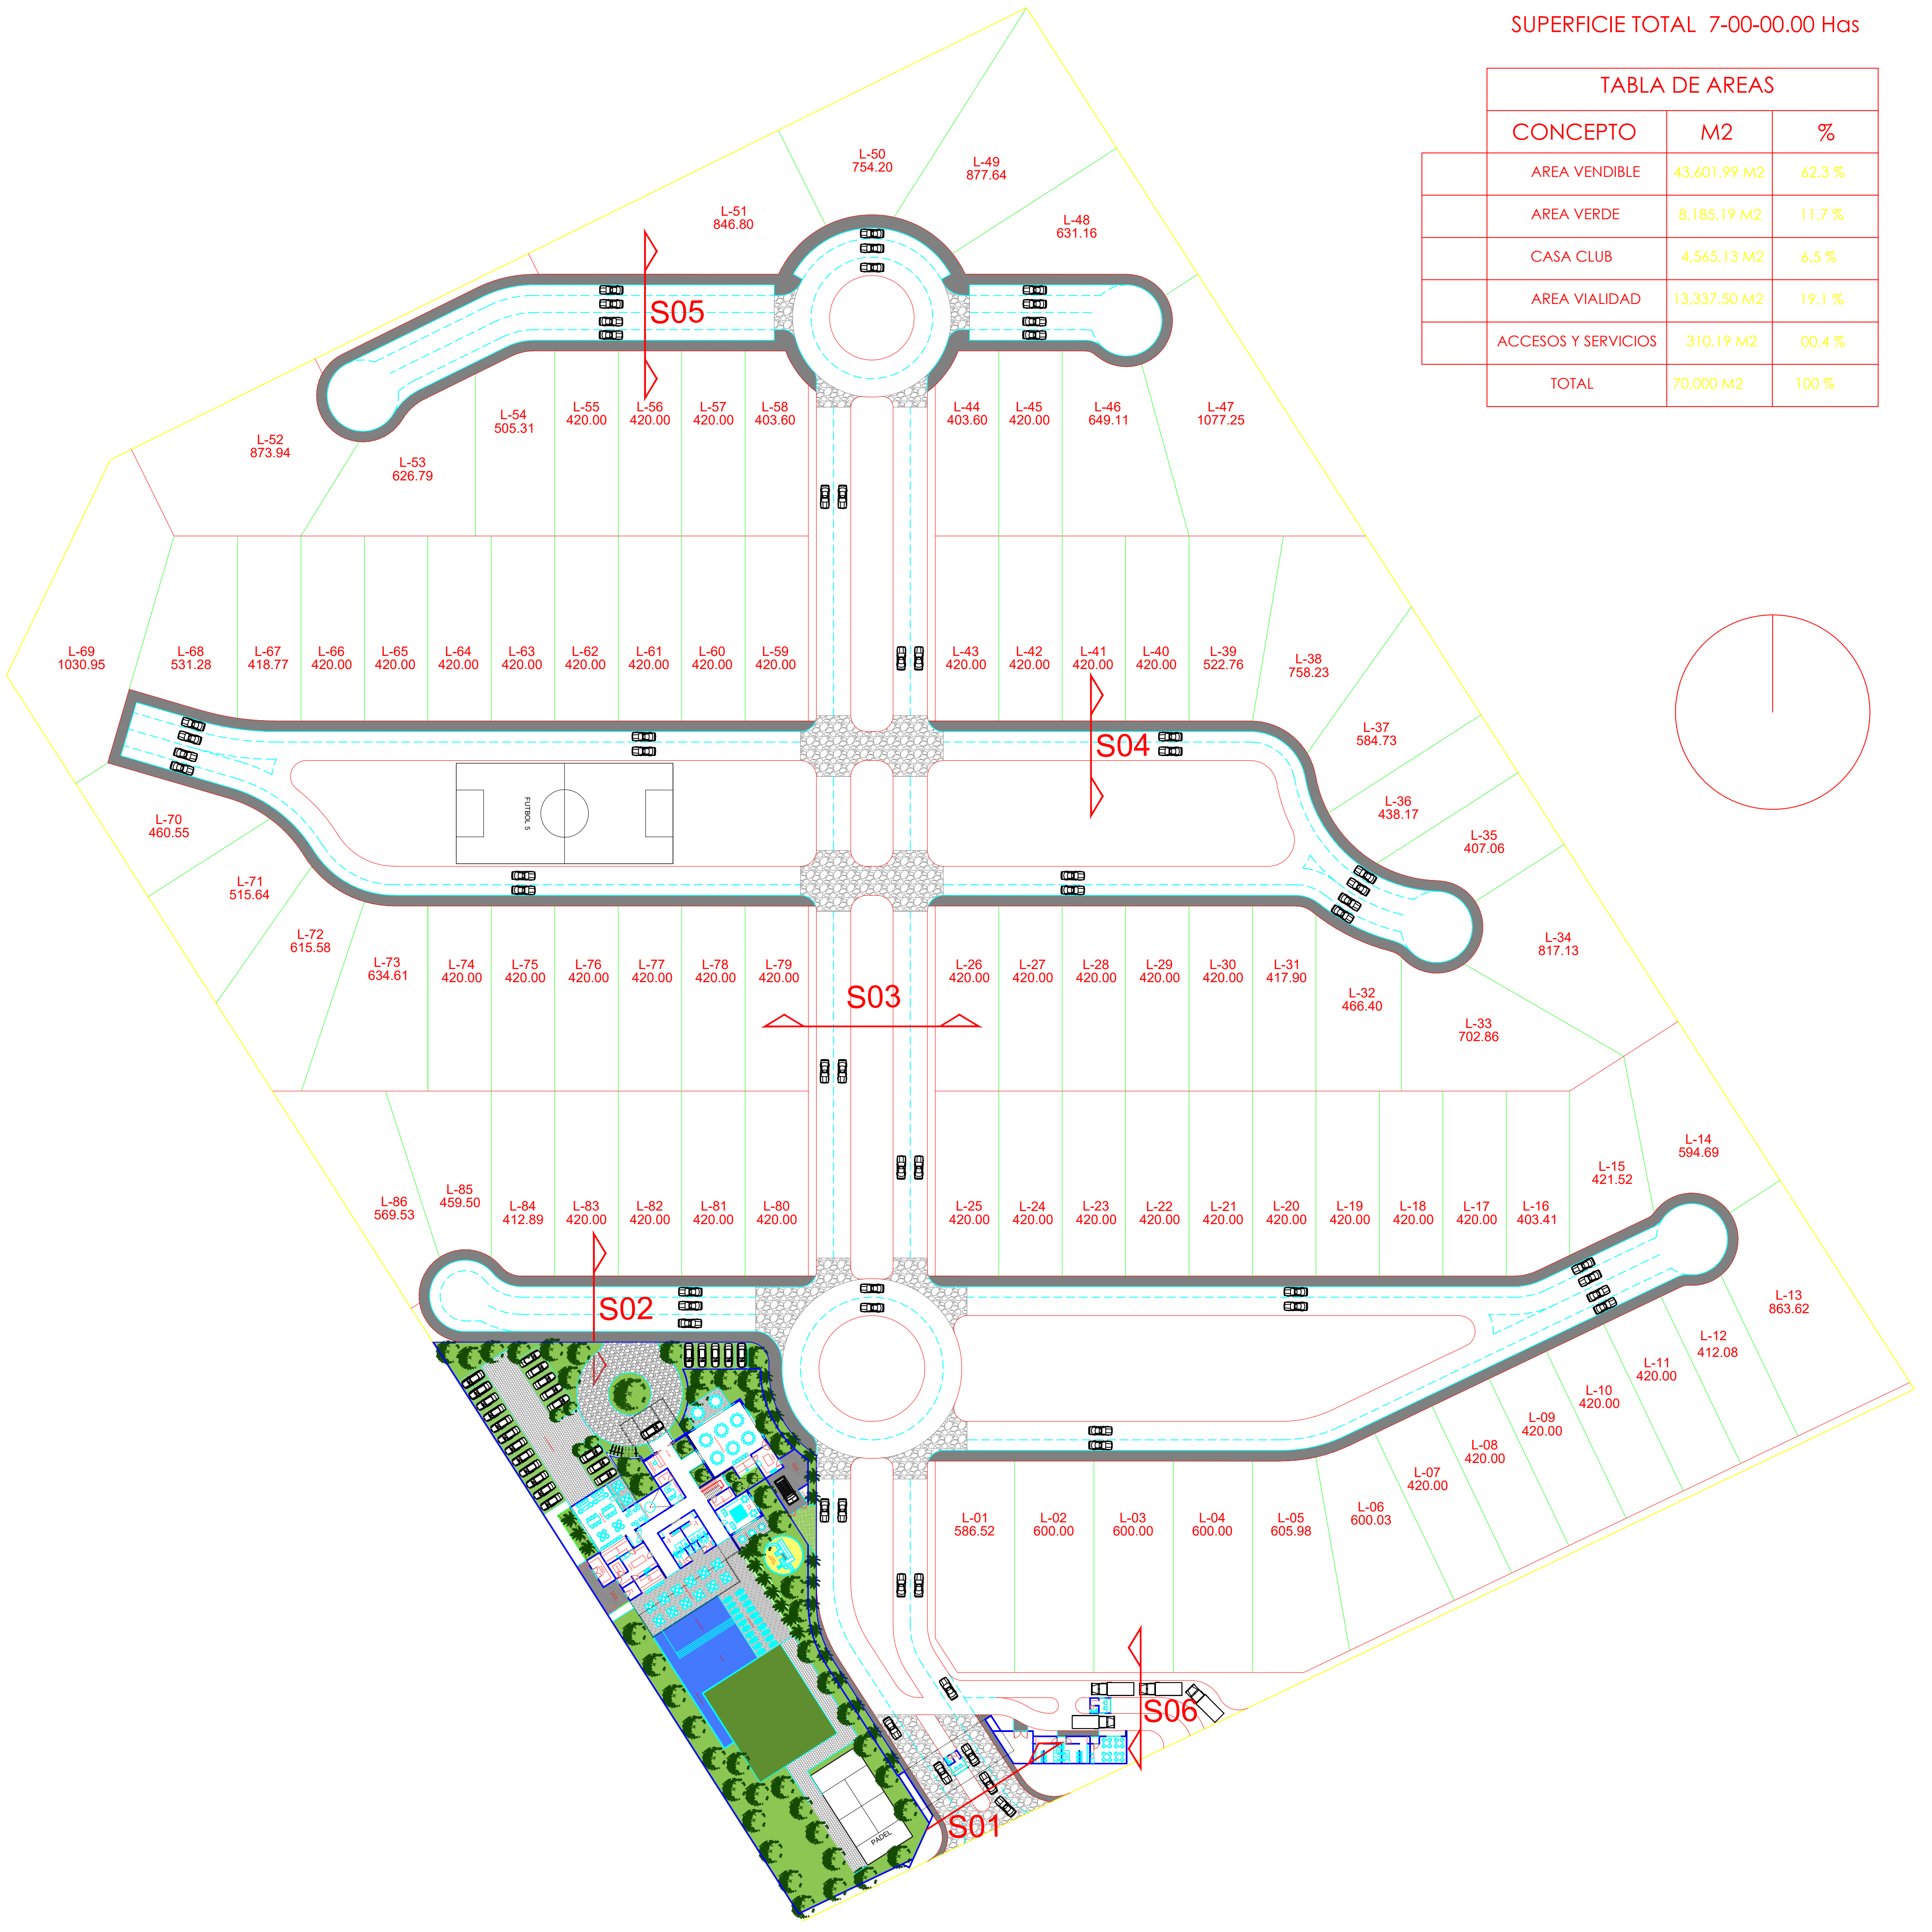 SUPERFICIE TOTAL 7-00-00.00 Has
TABLA DE AREAS
CONCEPTO M2 %
AREA VENDIBLE 43,601.99 M2 62.3 %
AREA VERDE 8,185.19 M2 11.7 %
CASA CLUB 4,565.13 M2 6.5 %
AREA VIALIDAD 13,337.50 M2 19.1 %
ACCESOS Y SERVICIOS 310.19 M2 00.4 %
TOTAL 70,000 M2 100 %
L-50
754.20
L-49
877.64
L-51
846.80
L-48
631.16
S05
L-52
873.94
L-53
626.79
L-54
505.31
L-55
420.00
L-56
420.00
L-57
420.00
L-58
403.60
L-44
403.60
L-45
420.00
L-46
649.11
L-47
1077.25
L-69
1030.95
L-68
531.28
L-67
418.77
L-66
420.00
L-65
420.00
L-64
420.00
L-63
420.00
L-62
420.00
L-61
420.00
L-60
420.00
L-59
420.00
L-43
420.00
L-42
420.00
L-41
420.00
L-40
420.00
L-39
522.76
L-38
758.23
L-37
584.73
S04
L-36
438.17
L-35
407.06
FUTBOL 5
L-70
460.55
L-71
515.64
L-72
615.58
L-73
634.61
L-74
420.00
L-75
420.00
L-76
420.00
L-77
420.00
L-78
420.00
L-79
420.00
S03
L-26
420.00
L-27
420.00
L-28
420.00
L-29
420.00
L-30
420.00
L-31
417.90
L-32
466.40
L-33
702.86
L-34
817.13
L-86
569.53
L-85
459.50
L-84
412.89
L-83
420.00
L-82
420.00
L-81
420.00
L-80
420.00
L-25
420.00
L-24
420.00
L-23
420.00
L-22
420.00
L-21
420.00
L-20
420.00
L-19
420.00
L-18
420.00
L-17
420.00
L-16
403.41
L-15
421.52
L-14
594.69
S02
L-13
863.62
L-12
412.08
L-11
420.00
L-10
420.00
L-09
420.00
L-08
420.00
L-07
420.00
L-06
600.03
L-01
586.52
L-02
600.00
L-03
600.00
L-04
600.00
L-05
605.98
S06
S01
PADEL